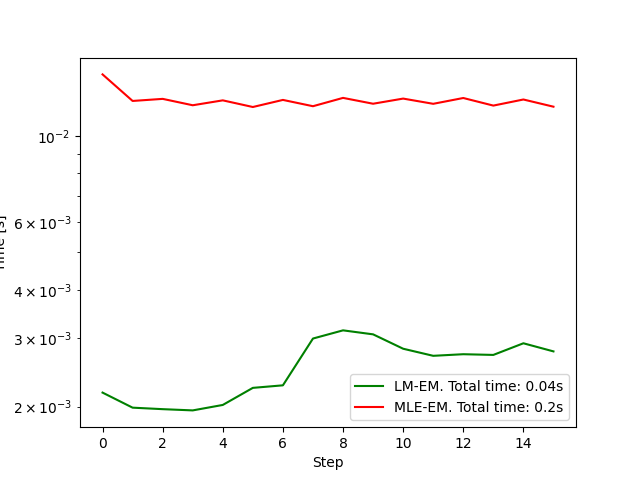 10⁻²
6 × 10⁻³
4 × 10⁻³
3 × 10⁻³
2 × 10⁻³
Time [s]
0 2 4 6 8 10 12 14
Step
LM-EM. Total time: 0.04s
MLE-EM. Total time: 0.2s